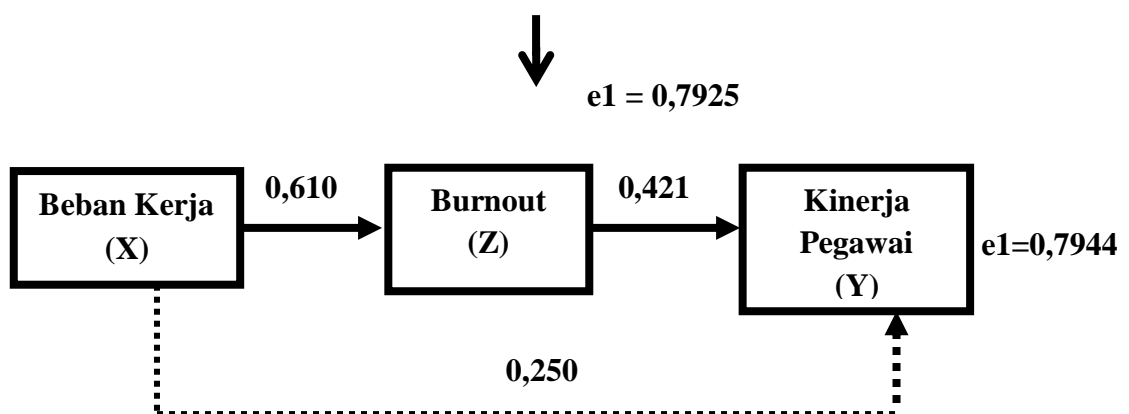 e1 = 0,7925
Beban Kerja
(X)
0,610
Burnout
(Z)
0,421
Kinerja
Pegawai
(Y)
e1=0,7944
0,250